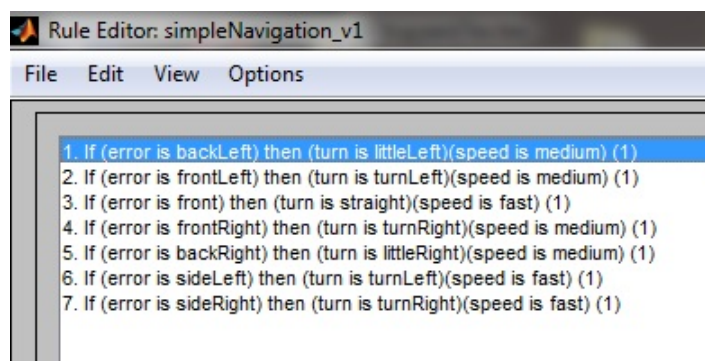 Rule Editor: simpleNavigation_v1
File Edit View Options
1. If (error is backLeft) then (turn is littleLeft)(speed is medium) (1)
2. If (error is frontLeft) then (turn is turnLeft)(speed is medium) (1)
3. If (error is front) then (turn is straight)(speed is fast) (1)
4. If (error is frontRight) then (turn is turnRight)(speed is medium) (1)
5. If (error is backRight) then (turn is littleRight)(speed is medium) (1)
6. If (error is sideLeft) then (turn is turnLeft)(speed is fast) (1)
7. If (error is sideRight) then (turn is turnRight)(speed is fast) (1)